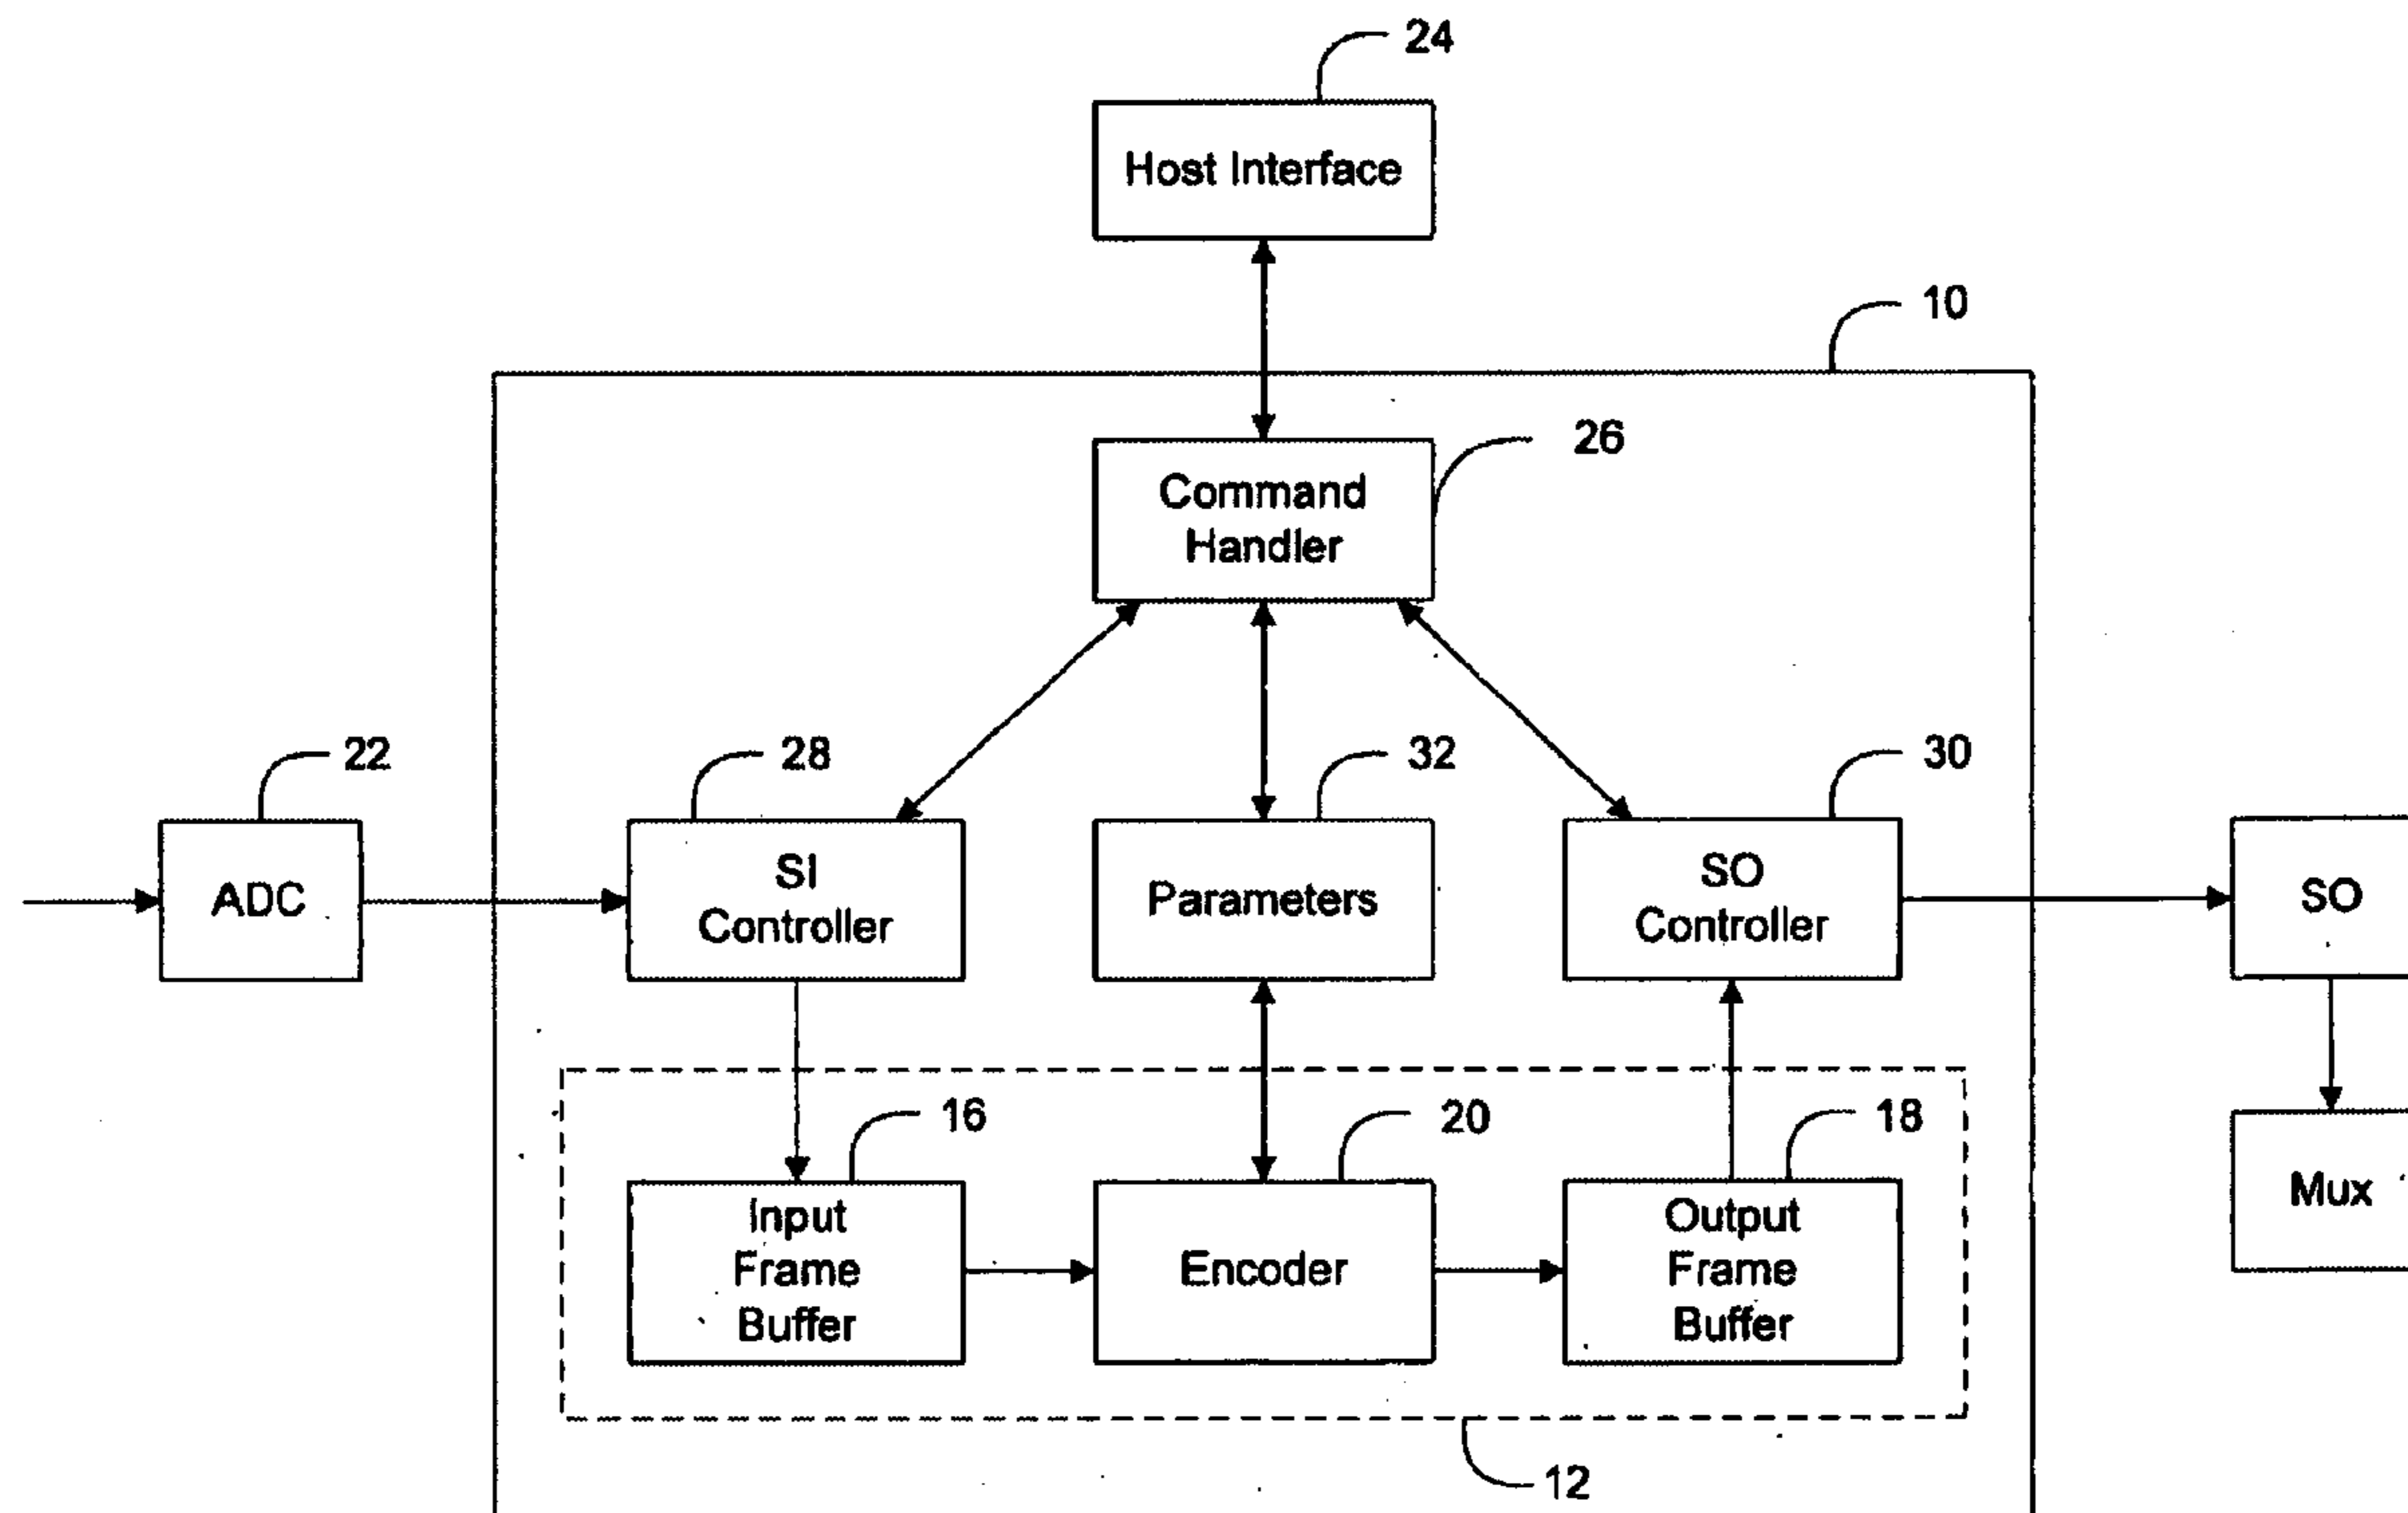 24
Host Interface
10
26
Command
Handler
22
28
32
30
ADC
SI
Controller
Parameters
SO
Controller
SO
16
20
18
Input
Frame
Buffer
Encoder
Output
Frame
Buffer
Mux
12